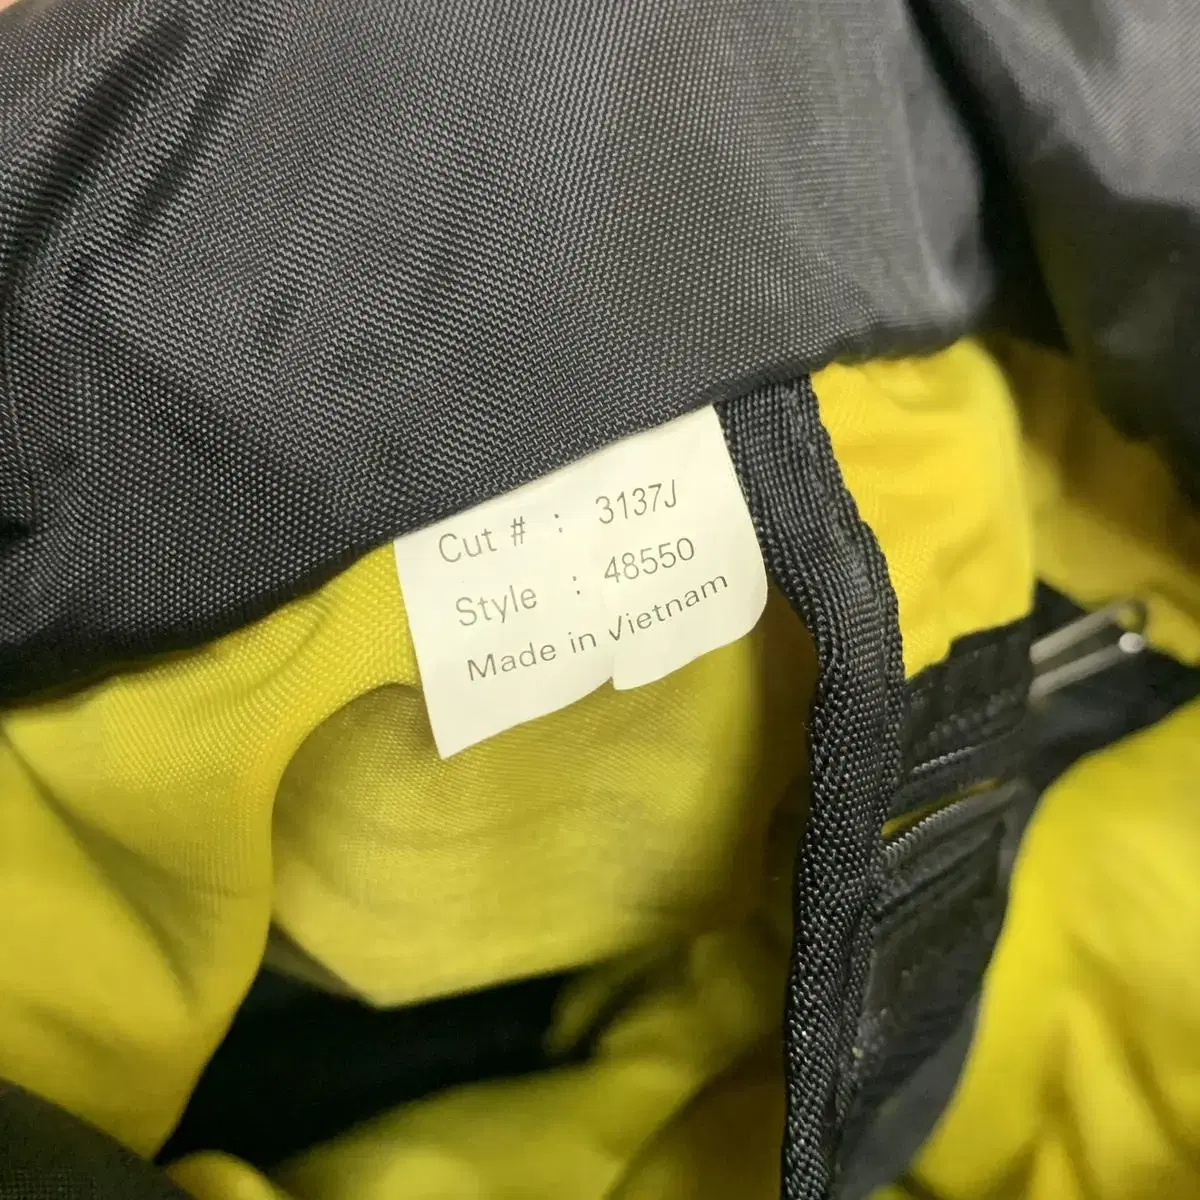 Cut # : 3137J
Style : 48550
Made in Vietnam